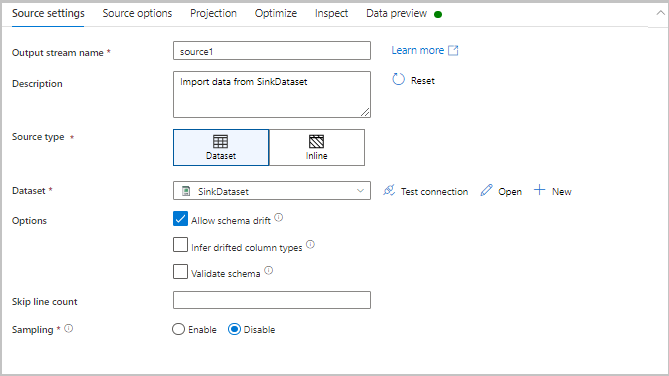 Source settings Source options Projection Optimize Inspect Data preview
Output stream name * source1 Learn more
Description Import data from SinkDataset Reset
Source type * Dataset Inline
Dataset * SinkDataset Test connection Open New
Options Allow schema drift
Infer drifted column types
Validate schema
Skip line count
Sampling * Enable Disable